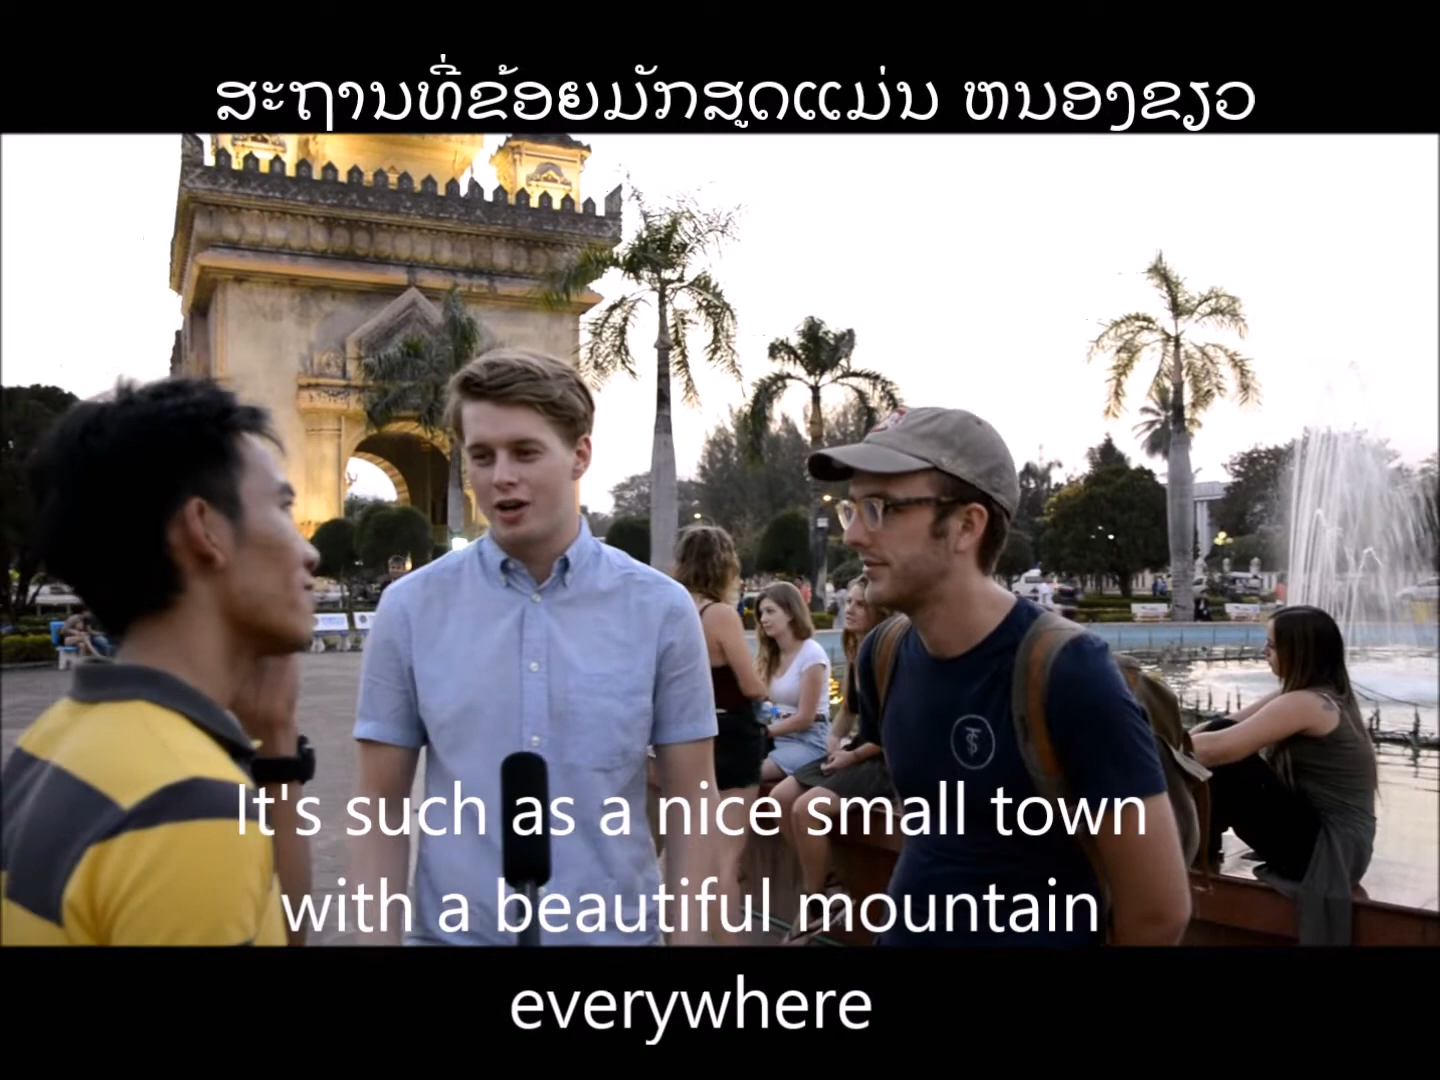 ສະຖານທີ່ຂ້ອຍມັກສຸດແມ່ນ ຫນອງຂຽວ
It's such as a nice small town
with a beautiful mountain
everywhere